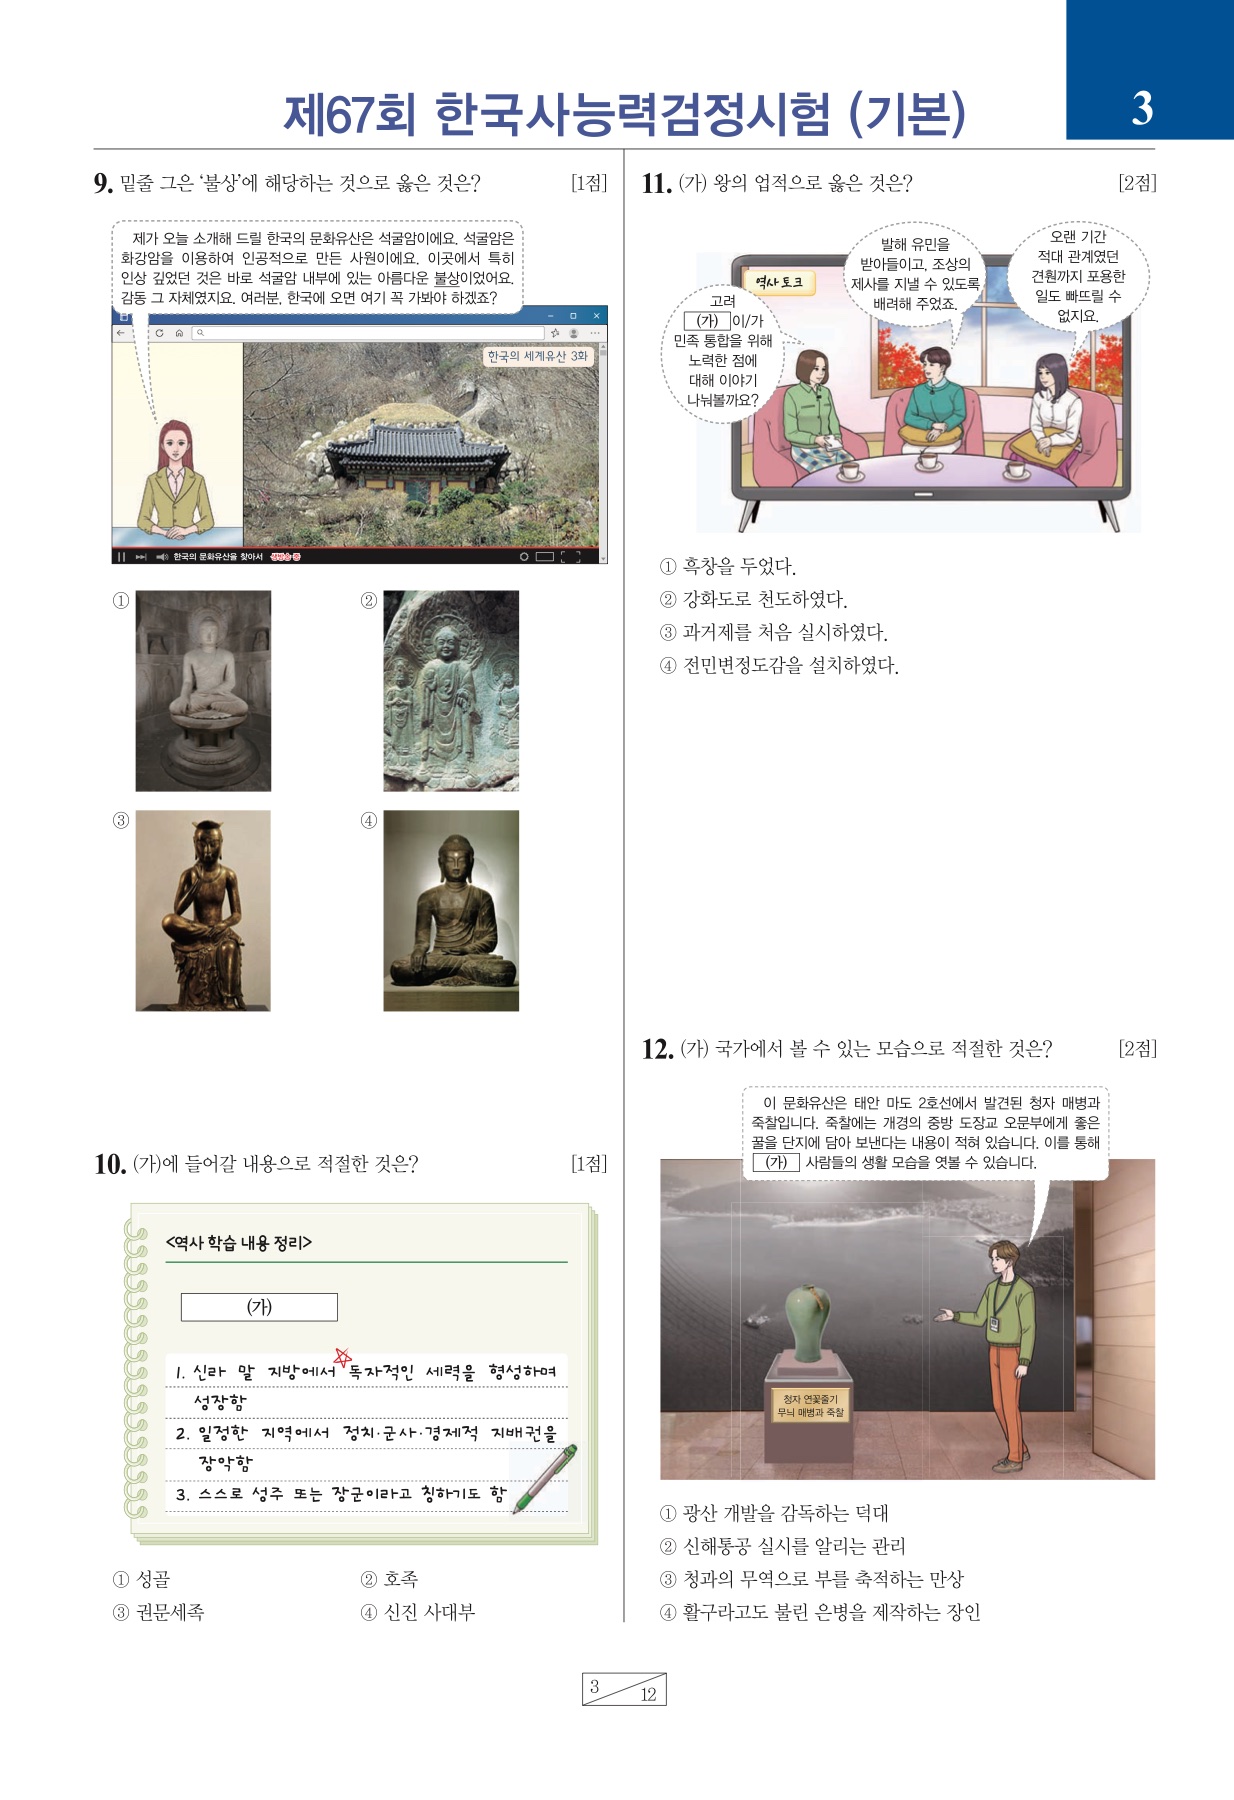 제67회 한국사능력검정시험 (기본)
3
9. 밑줄 그은 ‘불상’에 해당하는 것으로 옳은 것은? [1점]
제가 오늘 소개해 드릴 한국의 문화유산은 석굴암이에요. 석굴암은
화강암을 이용하여 인공적으로 만든 사원이에요. 이곳에서 특히
인상 깊었던 것은 바로 석굴암 내부에 있는 아름다운 불상이었어요.
감동 그 자체였지요. 여러분, 한국에 오면 여기 꼭 가봐야 하겠죠?
한국의 세계유산 3화
한국의 문화유산을 찾아서 생방송 중
①
②
③
④
10. (가)에 들어갈 내용으로 적절한 것은? [1점]
<역사 학습 내용 정리>
(가)
1. 신라 말 지방에서 독자적인 세력을 형성하며
성장함
2. 일정한 지역에서 정치·군사·경제적 지배권을
장악함
3. 스스로 성주 또는 장군이라고 칭하기도 함
① 성골
② 호족
③ 권문세족
④ 신진 사대부
11. (가) 왕의 업적으로 옳은 것은? [2점]
역사 토크
고려
(가) 이/가
민족 통합을 위해
노력한 점에
대해 이야기
나눠볼까요?
발해 유민을
받아들이고, 조상의
제사를 지낼 수 있도록
배려해 주었죠.
오랜 기간
적대 관계였던
견훤까지 포용한
일도 빠뜨릴 수
없지요.
① 흑창을 두었다.
② 강화도로 천도하였다.
③ 과거제를 처음 실시하였다.
④ 전민변정도감을 설치하였다.
12. (가) 국가에서 볼 수 있는 모습으로 적절한 것은? [2점]
이 문화유산은 태안 마도 2호선에서 발견된 청자 매병과
죽찰입니다. 죽찰에는 개경의 중방 도장교 오문부에게 좋은
꿀을 단지에 담아 보낸다는 내용이 적혀 있습니다. 이를 통해
(가) 사람들의 생활 모습을 엿볼 수 있습니다.
청자 연꽃줄기
무늬 매병과 죽찰
① 광산 개발을 감독하는 덕대
② 신해통공 실시를 알리는 관리
③ 청과의 무역으로 부를 축적하는 만상
④ 활구라고도 불린 은병을 제작하는 장인
3
12